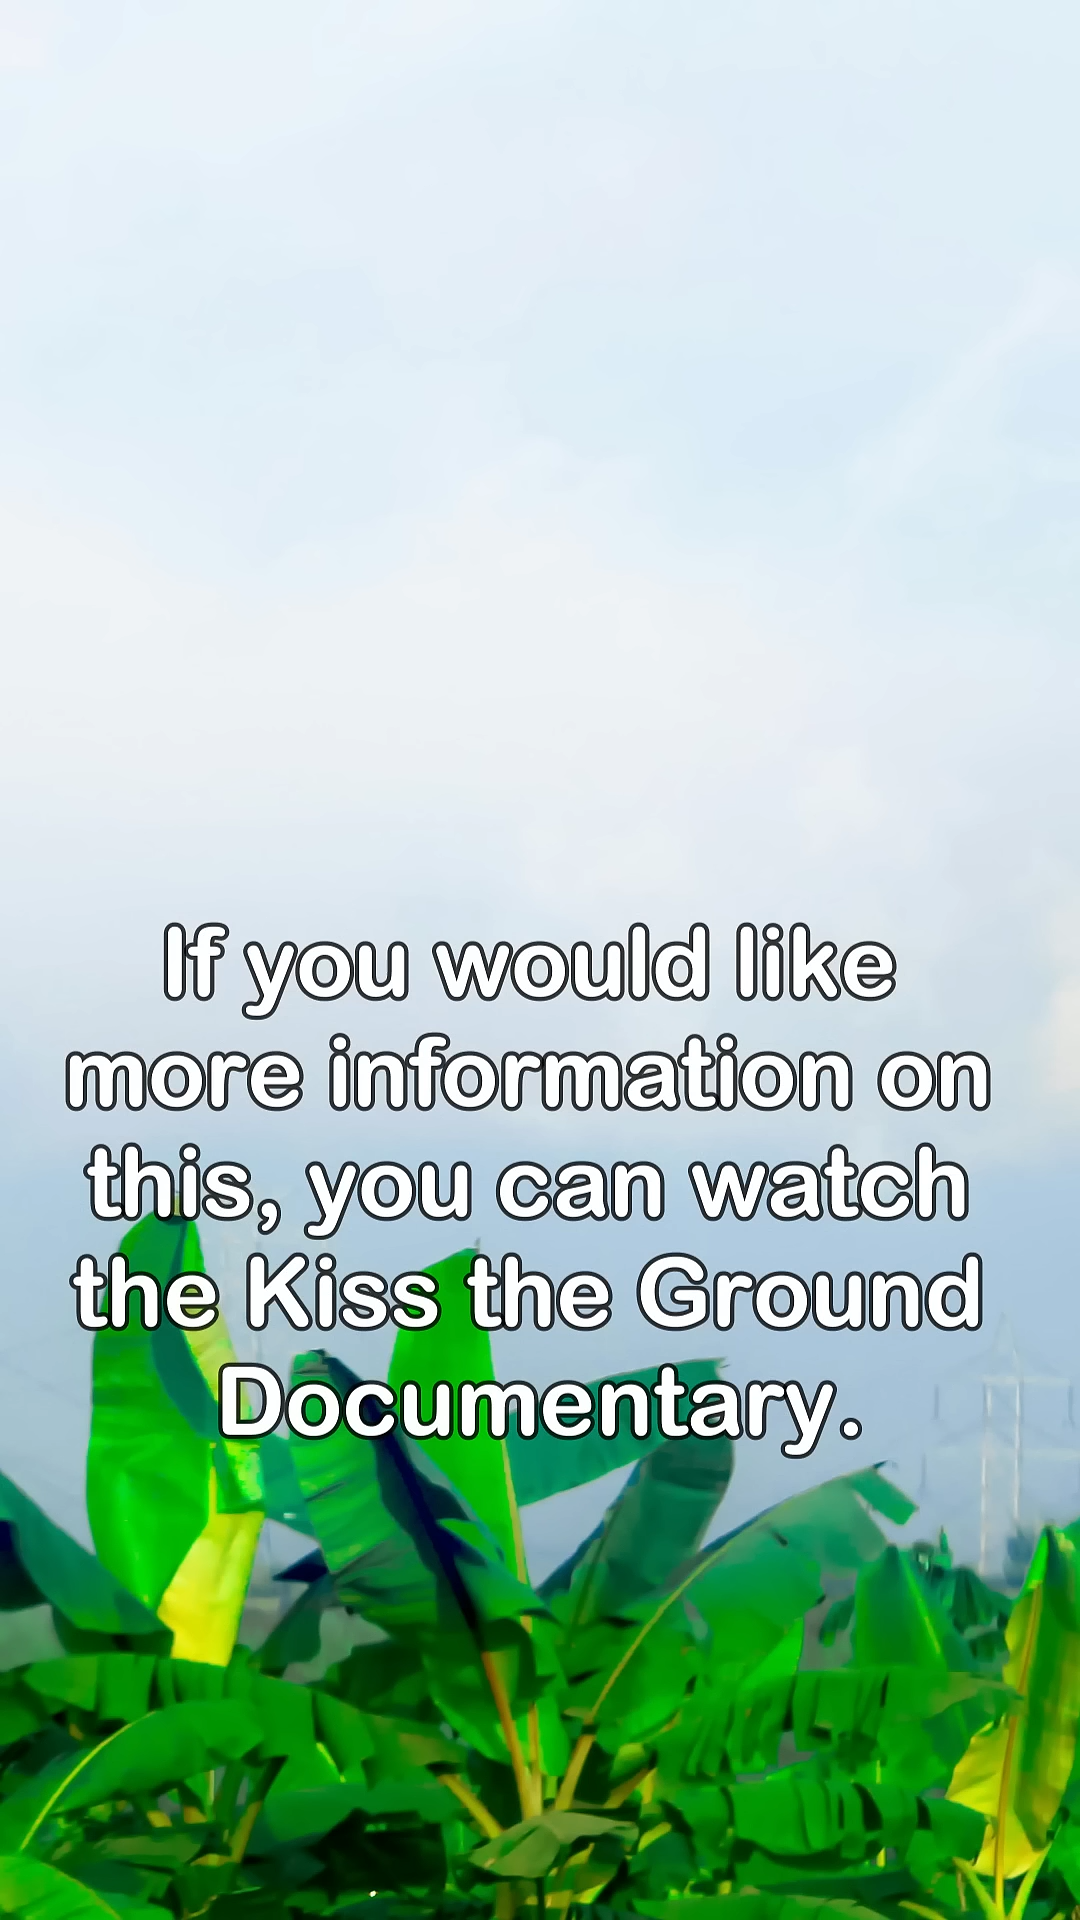 If you would like
more information on
this, you can watch
the Kiss the Ground
Documentary.